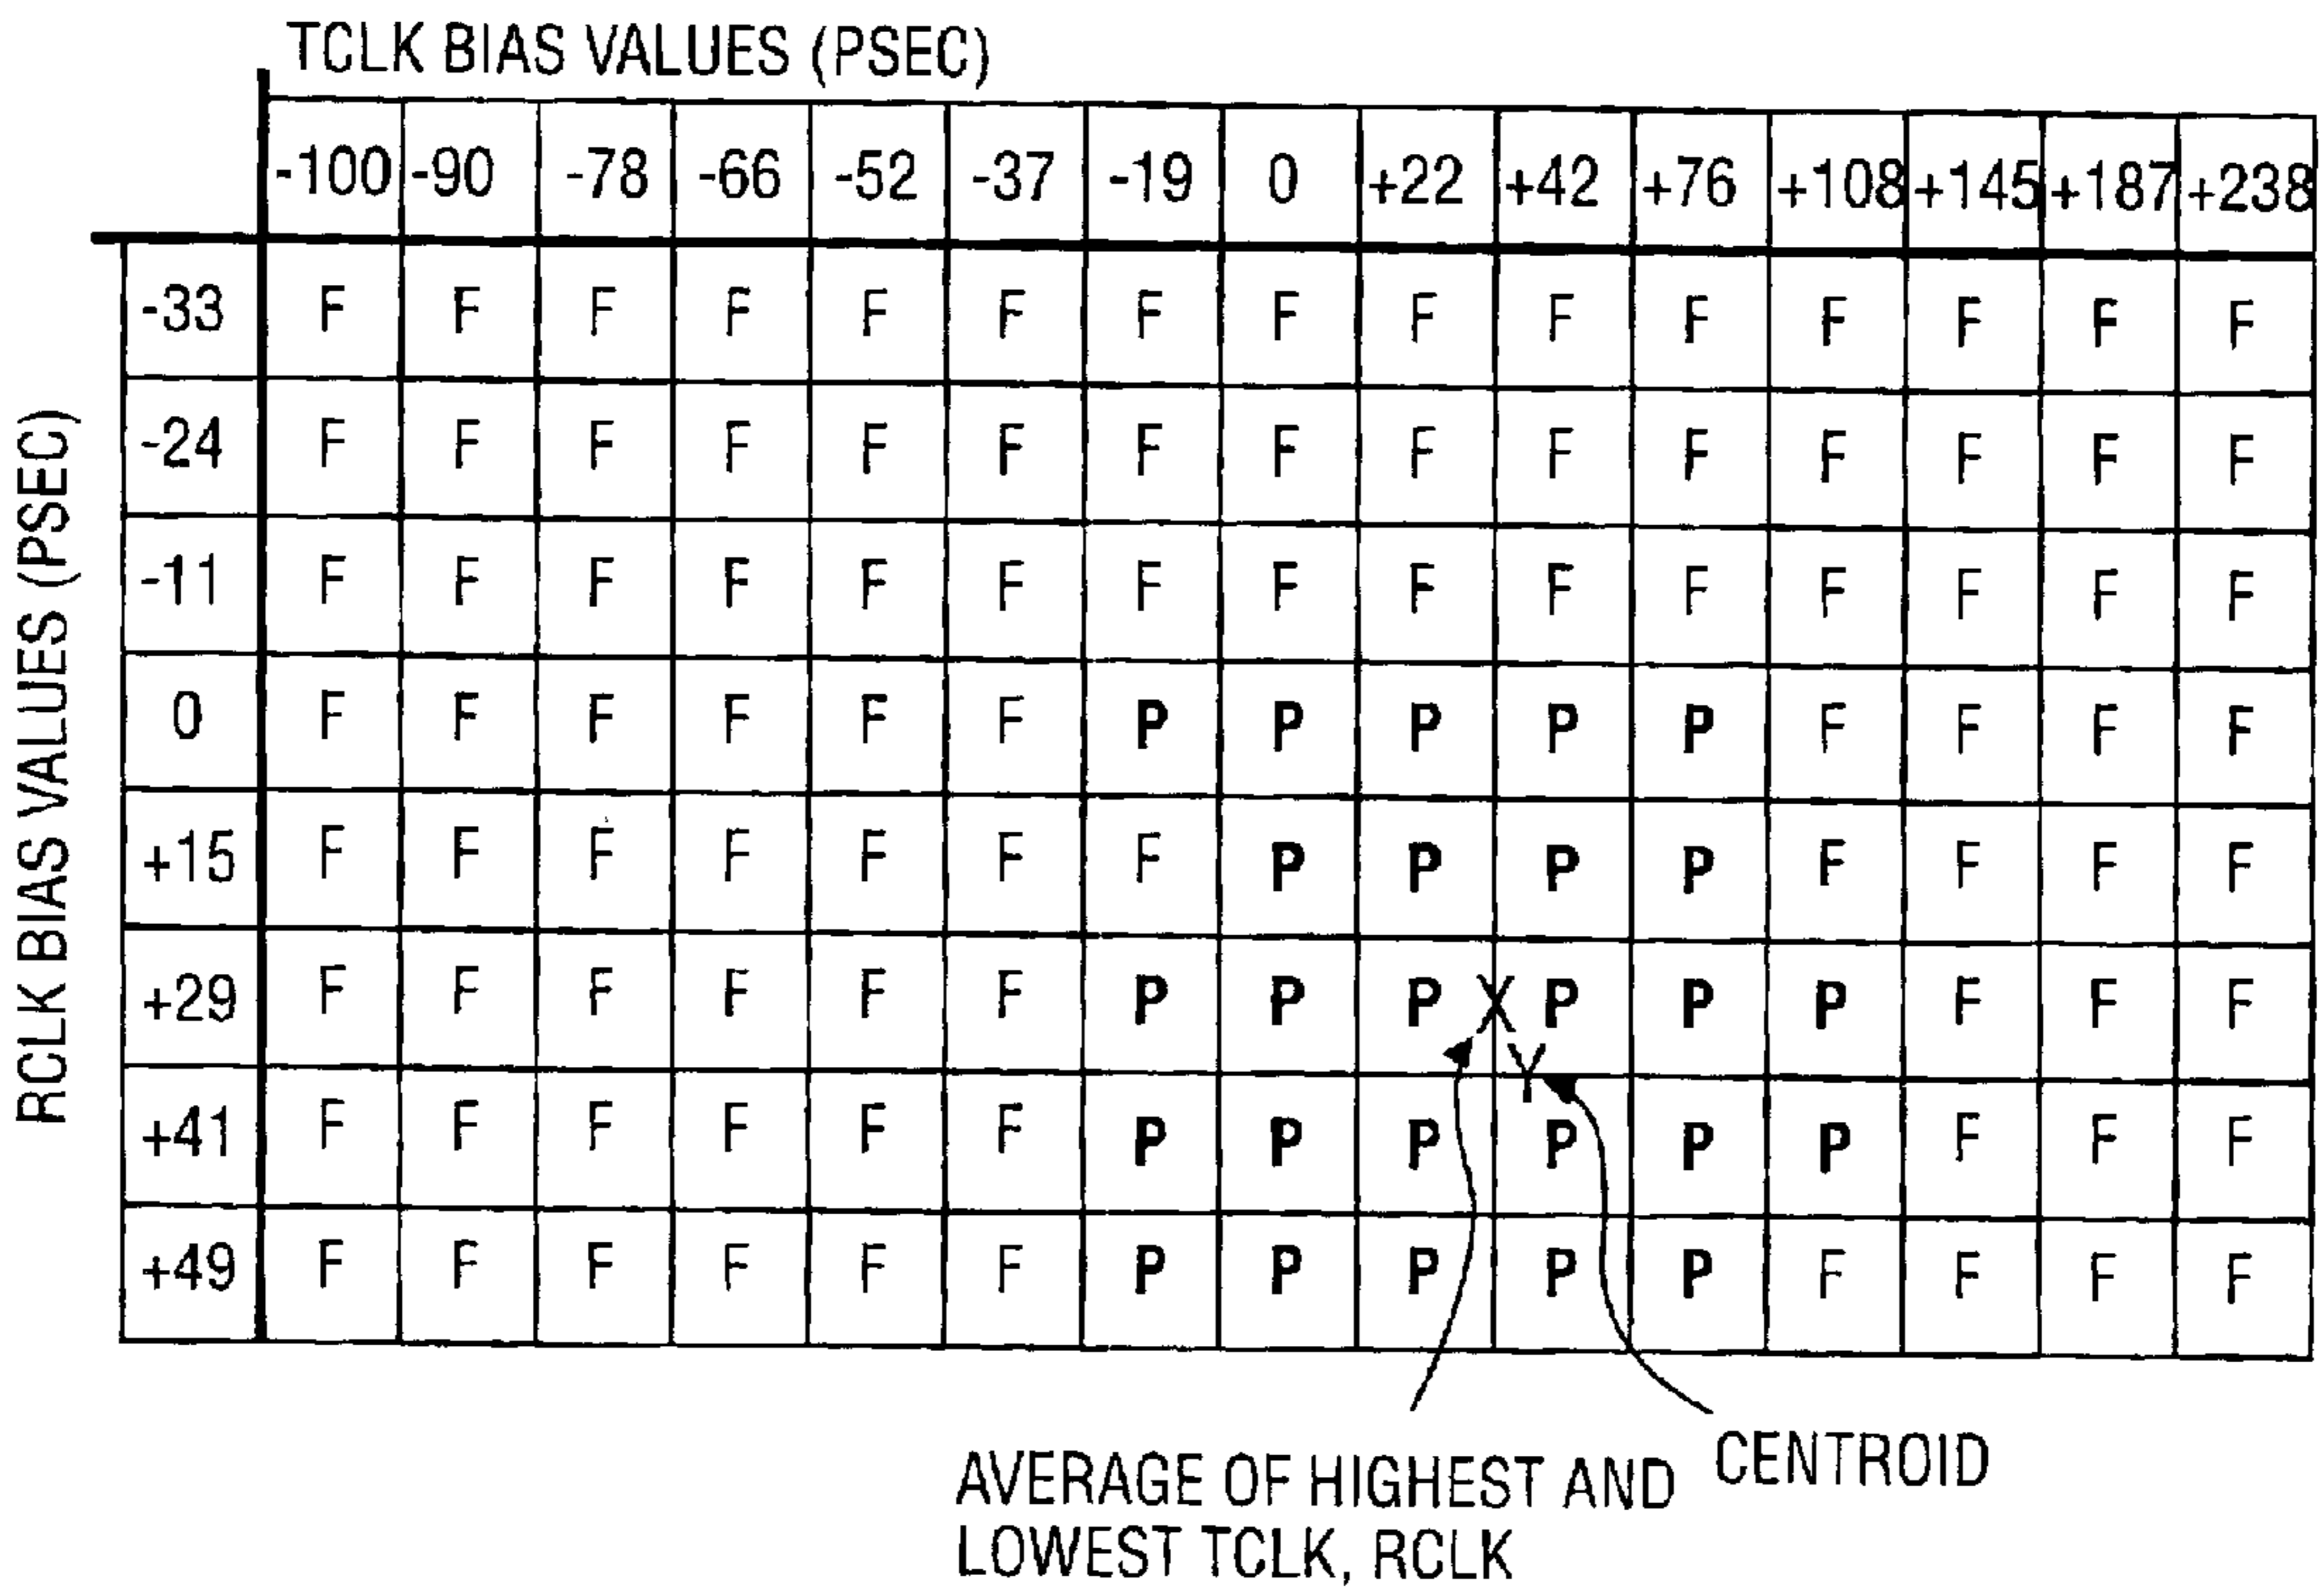 TCLK BIAS VALUES (PSEC)
-100 -90 -78 -66 -52 -37 -19 0 +22 +42 +76 +108 +145 +187 +238
RCLK BIAS VALUES (PSEC)
-33 F F F F F F F F F F F F F F F
-24 F F F F F F F F F F F F F F F
-11 F F F F F F F F F F F F F F F
0 F F F F F F P P P P P F F F F
+15 F F F F F F F P P P P F F F F
+29 F F F F F F P P P X P P P F F F
Y
+41 F F F F F F P P P P P P F F F
+49 F F F F F F P P P P P F F F F
AVERAGE OF HIGHEST AND
LOWEST TCLK, RCLK
CENTROID